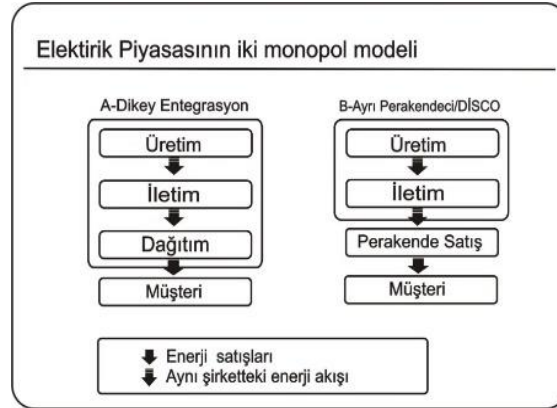 Elektirik Piyasasının iki monopol modeli
A-Dikey Entegrasyon
Üretim
İletim
Dağıtım
Müşteri
B-Ayrı Perakendeci/DİSCO
Üretim
İletim
Perakende Satış
Müşteri
Enerji satışları
Aynı şirketteki enerji akışı